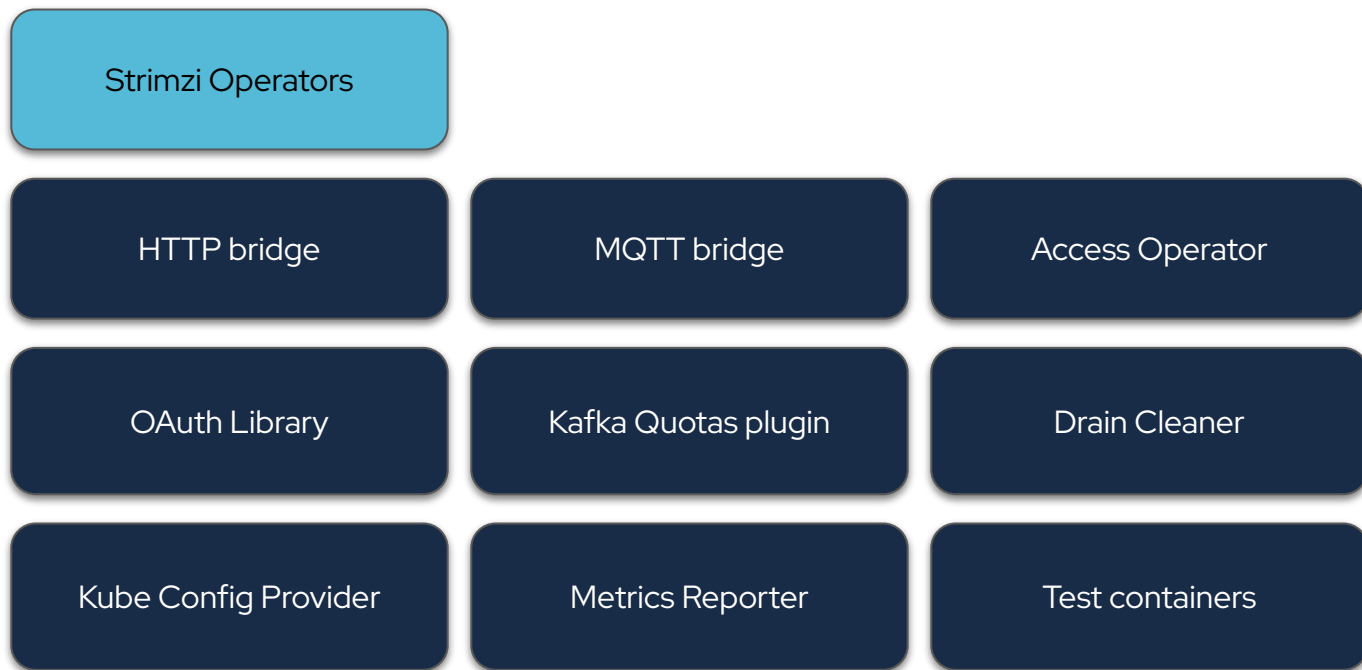 Strimzi Operators
HTTP bridge
MQTT bridge
Access Operator
OAuth Library
Kafka Quotas plugin
Drain Cleaner
Kube Config Provider
Metrics Reporter
Test containers